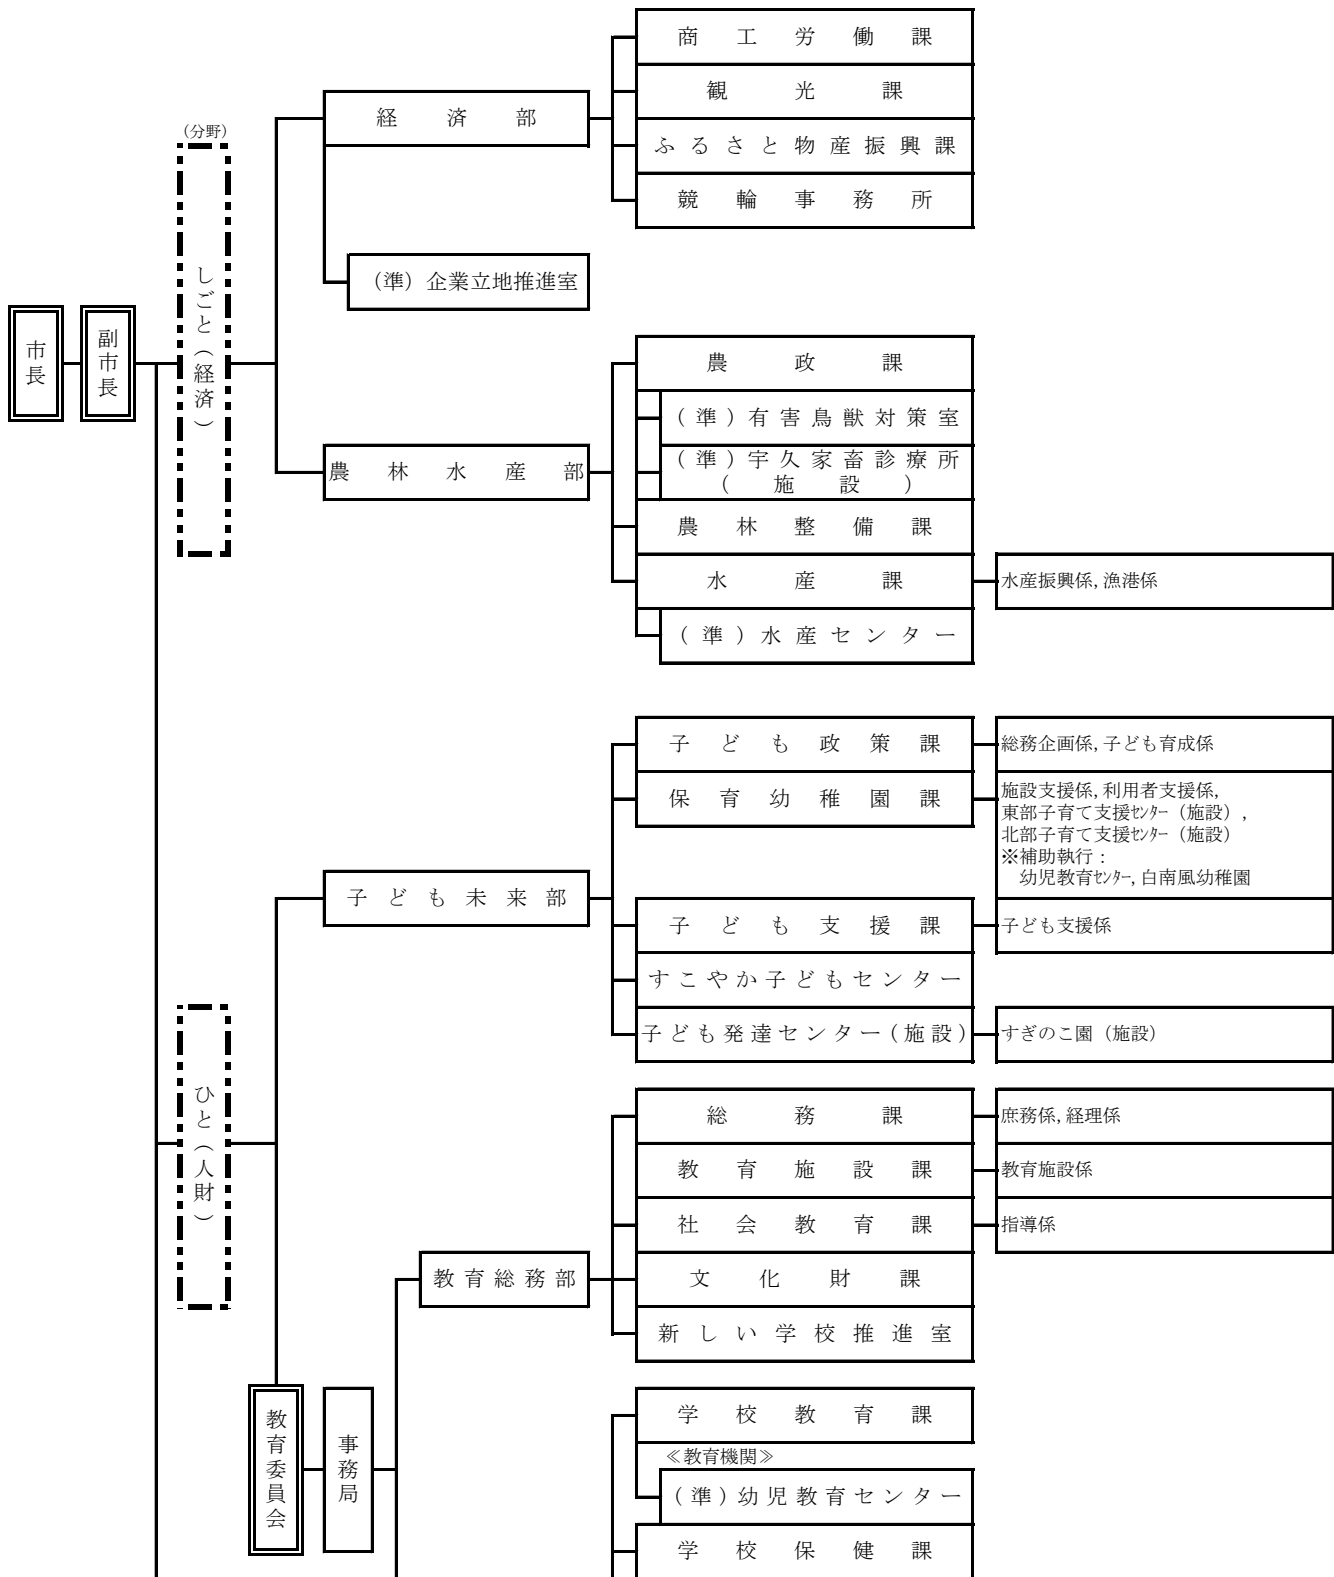 市長
副市長
（分野）
しごと（経済）
経済部
商工労働課
観光課
ふるさと物産振興課
競輪事務所
（準）企業立地推進室
農林水産部
農政課
（準）有害鳥獣対策室
（準）宇久家畜診療所
（施設）
農林整備課
水産課
水産振興係,漁港係
（準）水産センター
ひと（人財）
子ども未来部
子ども政策課
総務企画係,子ども育成係
保育幼稚園課
施設支援係,利用者支援係,
東部子育て支援ｾﾝﾀｰ（施設）,
北部子育て支援ｾﾝﾀｰ（施設）
※補助執行：
幼児教育ｾﾝﾀｰ,白南風幼稚園
子ども支援課
子ども支援係
すこやか子どもセンター
子ども発達センター(施設)
すぎのこ園（施設）
教育委員会
事務局
教育総務部
総務課
庶務係,経理係
教育施設課
教育施設係
社会教育課
指導係
文化財課
新しい学校推進室
学校教育課
≪教育機関≫
（準）幼児教育センター
学校保健課